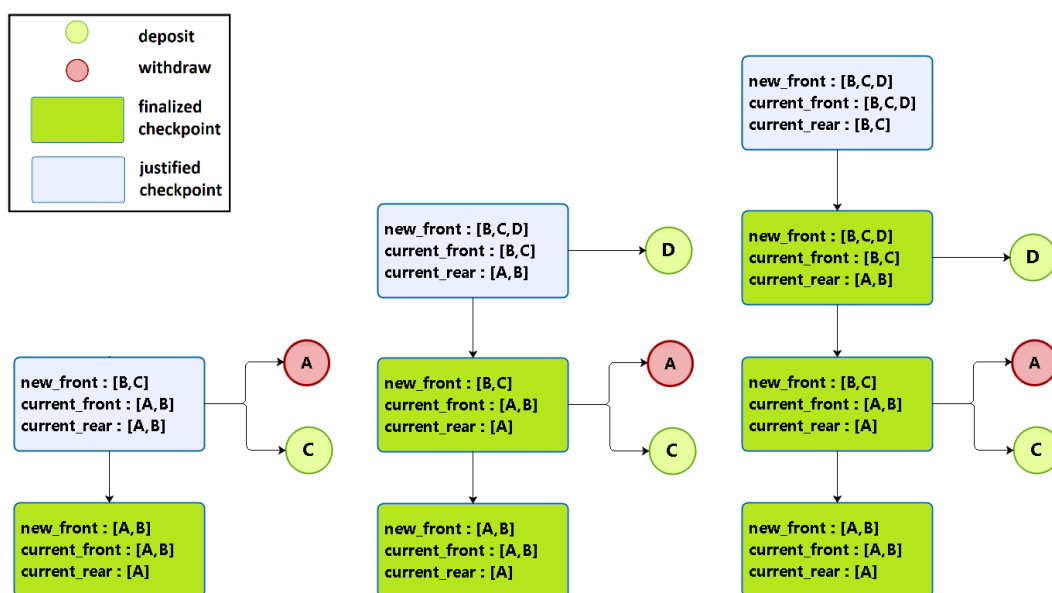 deposit
withdraw
finalized
checkpoint
justified
checkpoint
new_front : [B,C]
current_front : [A,B]
current_rear : [A,B]
A
C
new_front : [A,B]
current_front : [A,B]
current_rear : [A]
new_front : [B,C,D]
current_front : [B,C]
current_rear : [A,B]
D
new_front : [B,C]
current_front : [A,B]
current_rear : [A]
A
C
new_front : [A,B]
current_front : [A,B]
current_rear : [A]
new_front : [B,C,D]
current_front : [B,C,D]
current_rear : [B,C]
new_front : [B,C,D]
current_front : [B,C]
current_rear : [A,B]
D
new_front : [B,C]
current_front : [A,B]
current_rear : [A]
A
C
new_front : [A,B]
current_front : [A,B]
current_rear : [A]